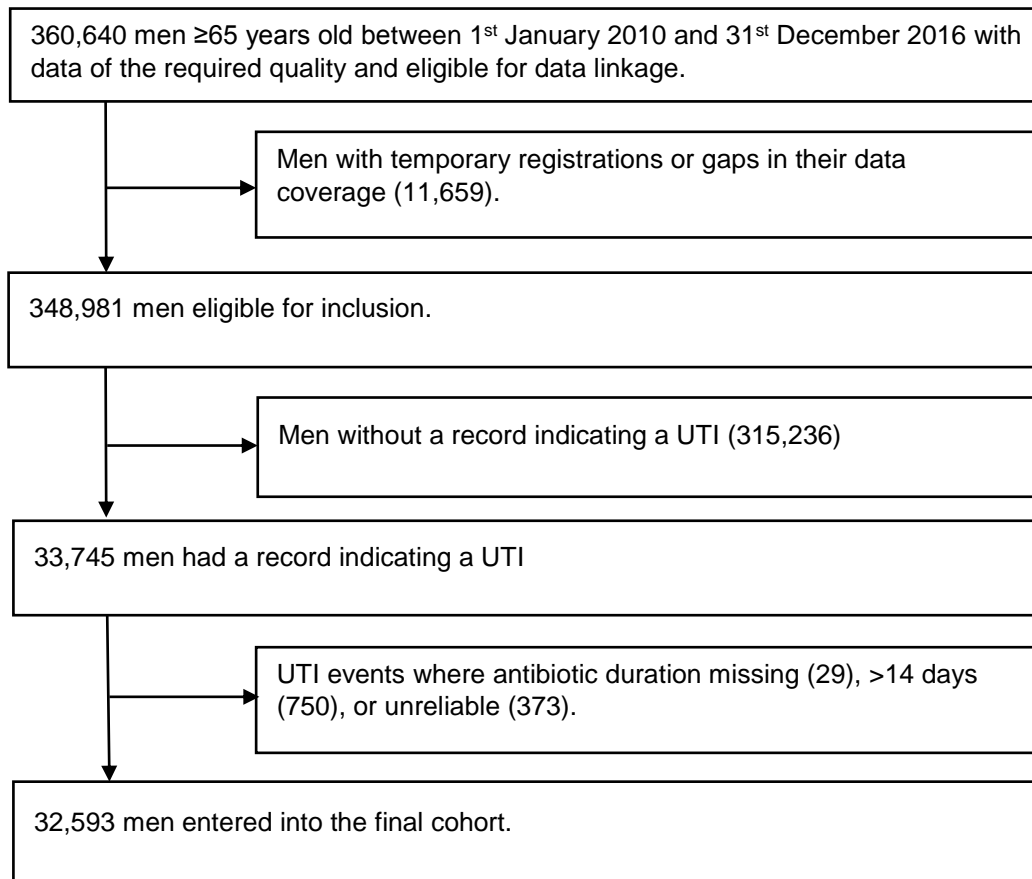 360,640 men ≥65 years old between 1st January 2010 and 31st December 2016 with
data of the required quality and eligible for data linkage.
Men with temporary registrations or gaps in their data
coverage (11,659).
348,981 men eligible for inclusion.
Men without a record indicating a UTI (315,236)
33,745 men had a record indicating a UTI
UTI events where antibiotic duration missing (29), >14 days
(750), or unreliable (373).
32,593 men entered into the final cohort.